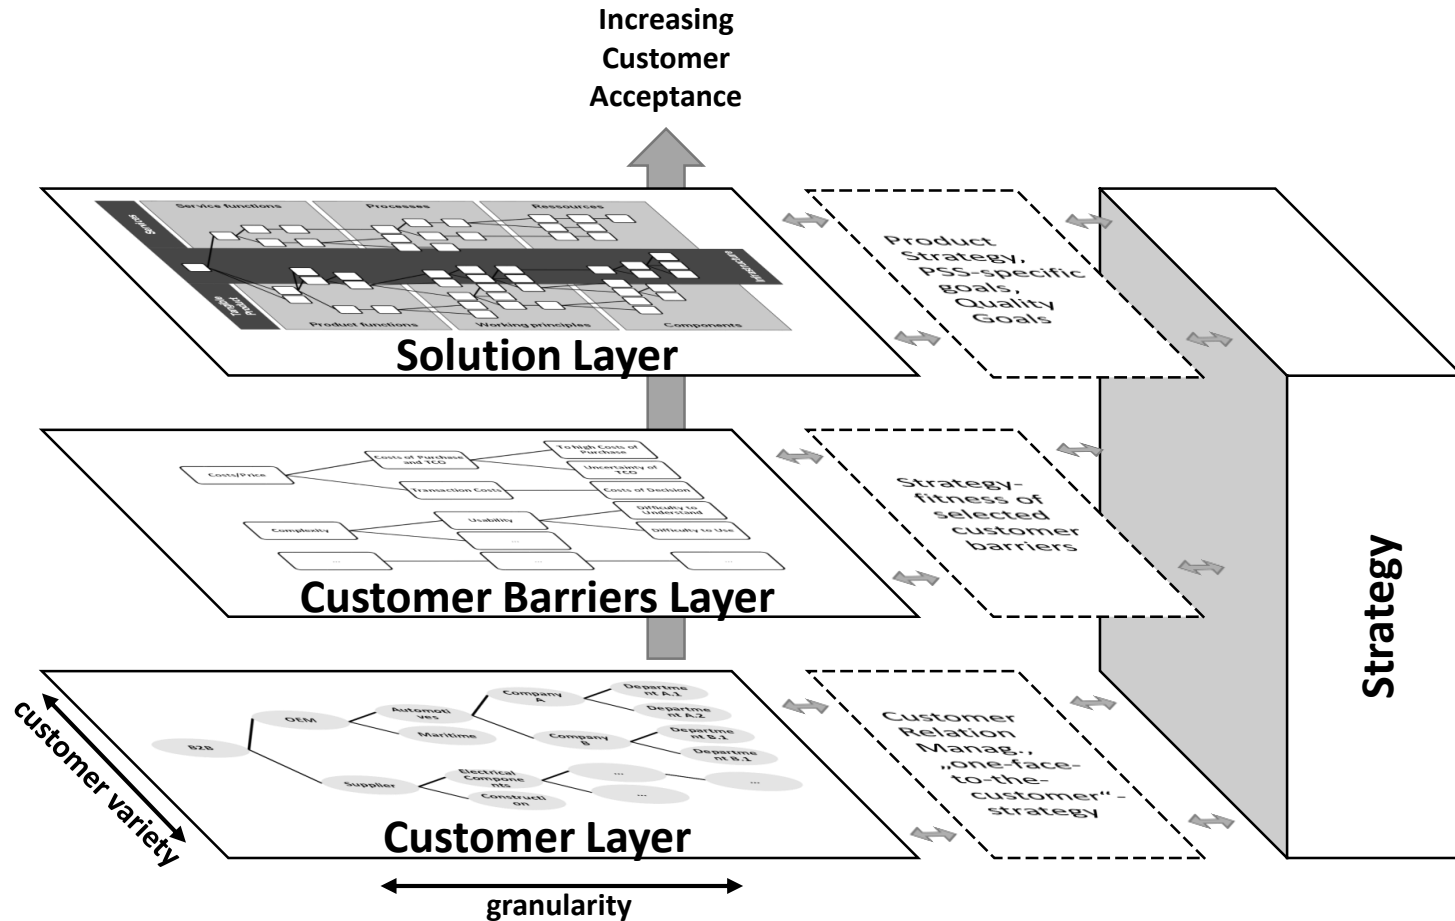 Increasing
Customer
Acceptance
Service functions
Processes
Ressources
Services
Infrastructure
Tangible
Product
Product functions
Working principles
Components
Solution Layer
Product
Strategy,
PSS-specific
goals,
Quality
Goals
Costs/Price
Costs of Purchase
and TCO
To high Costs of
Purchase
Uncertainty of
TCO
Transaction Costs
Costs of Decision
Complexity
Usability
Difficulty to
Understand
Difficulty to Use
...
...
...
...
Customer Barriers Layer
Strategy-
fitness of
selected
customer
barriers
Strategy
B2B
OEM
Automoti
ves
Maritime
Company
A
Departme
nt A.1
Departme
nt A.2
Company
B
Departme
nt B.1
Departme
nt B.1
Supplier
Electrical
Compone
nts
Constructi
on
...
...
...
Customer Layer
Customer
Relation
Manag.,
„one-face-
to-the-
customer“-
strategy
customer variety
granularity